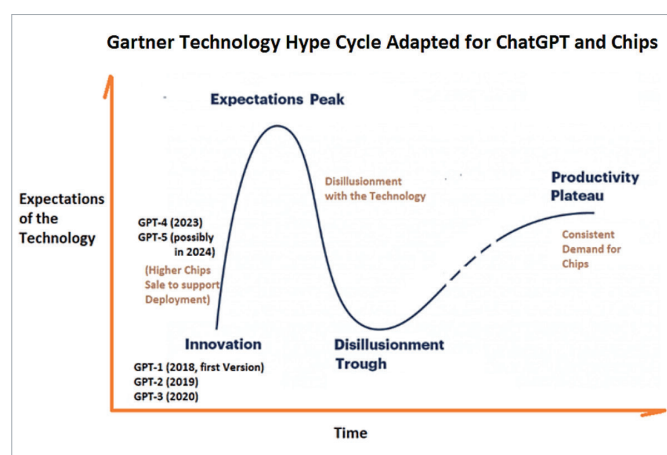 Gartner Technology Hype Cycle Adapted for ChatGPT and Chips
Expectations Peak
Disillusionment
with the Technology
Productivity
Plateau
Expectations
of the
Technology
GPT-4 (2023)
GPT-5 (possibly
in 2024)
(Higher Chips
Sale to support
Deployment)
Consistent
Demand for
Chips
Innovation
Disillusionment
Trough
GPT-1 (2018, first Version)
GPT-2 (2019)
GPT-3 (2020)
Time